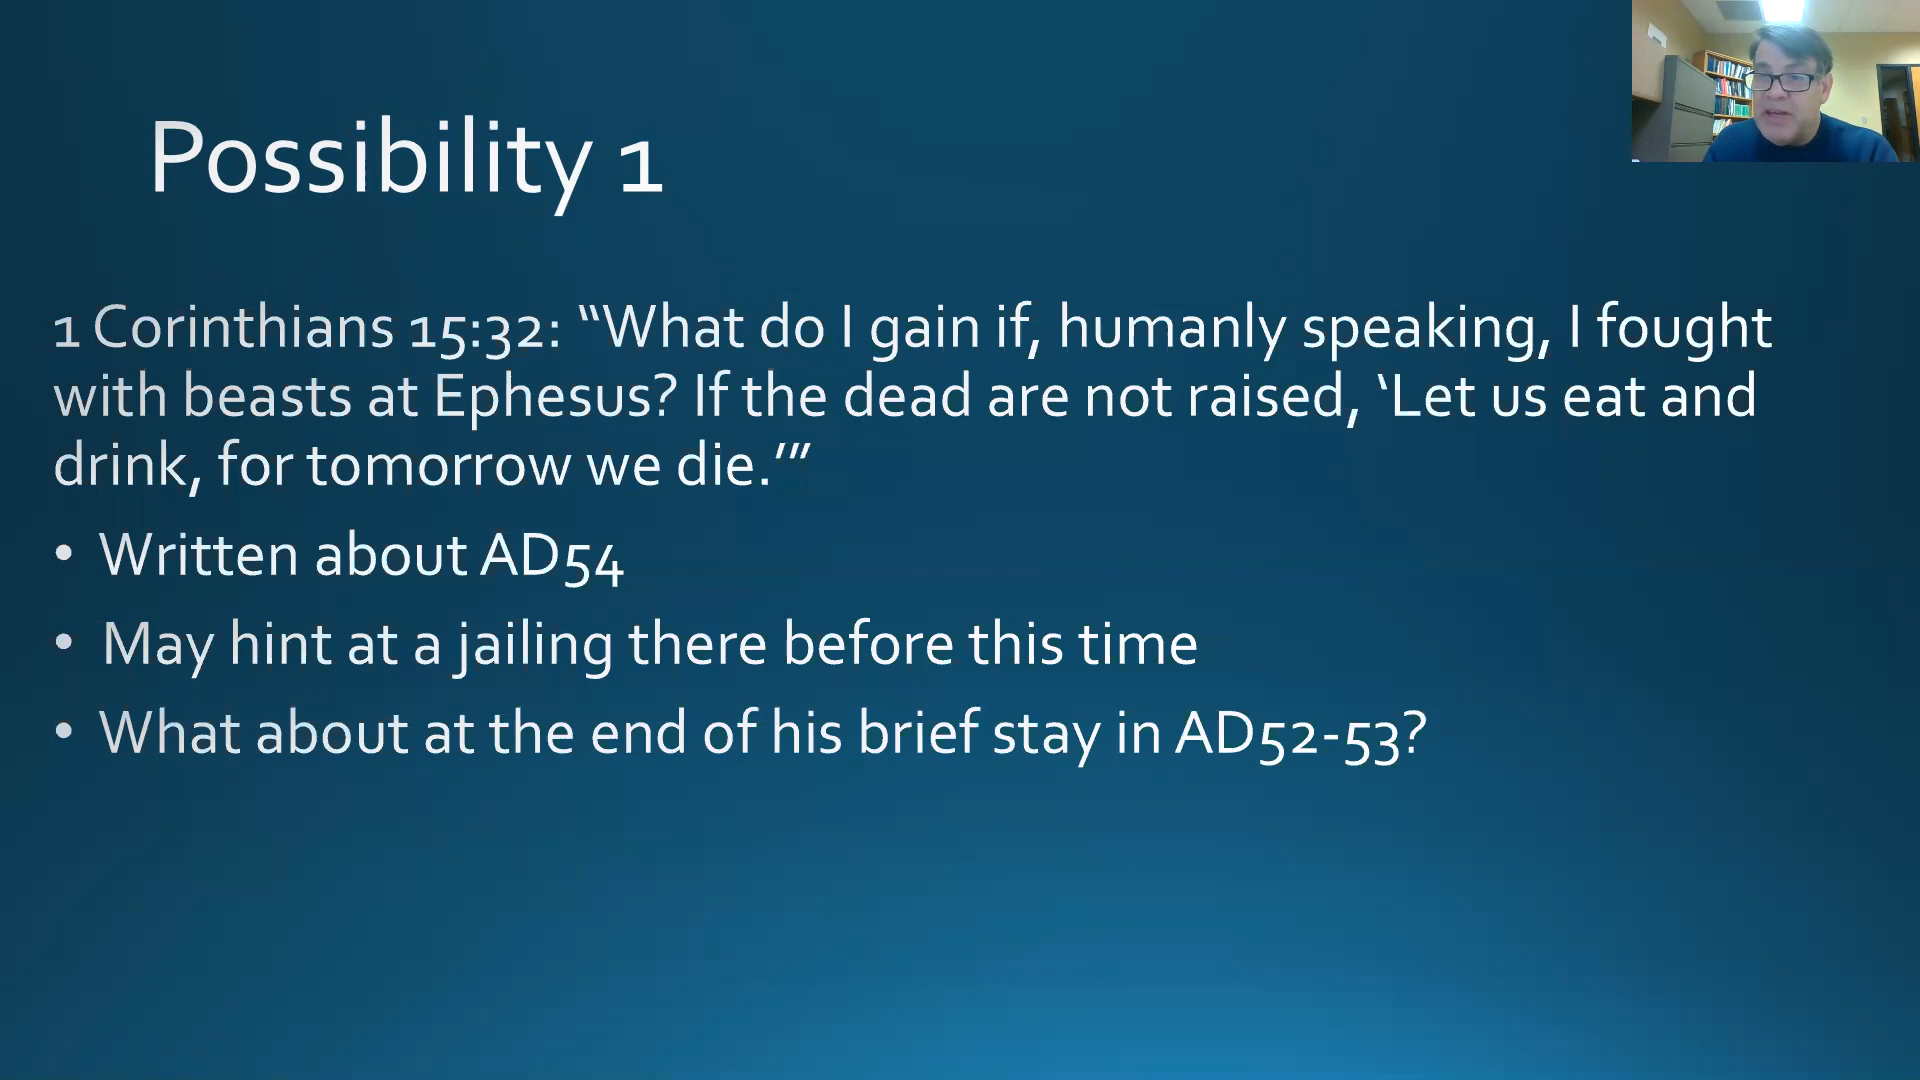 Possibility 1
1 Corinthians 15:32: “What do I gain if, humanly speaking, I fought
with beasts at Ephesus? If the dead are not raised, ‘Let us eat and
drink, for tomorrow we die.’”
• Written about AD54
• May hint at a jailing there before this time
• What about at the end of his brief stay in AD52-53?